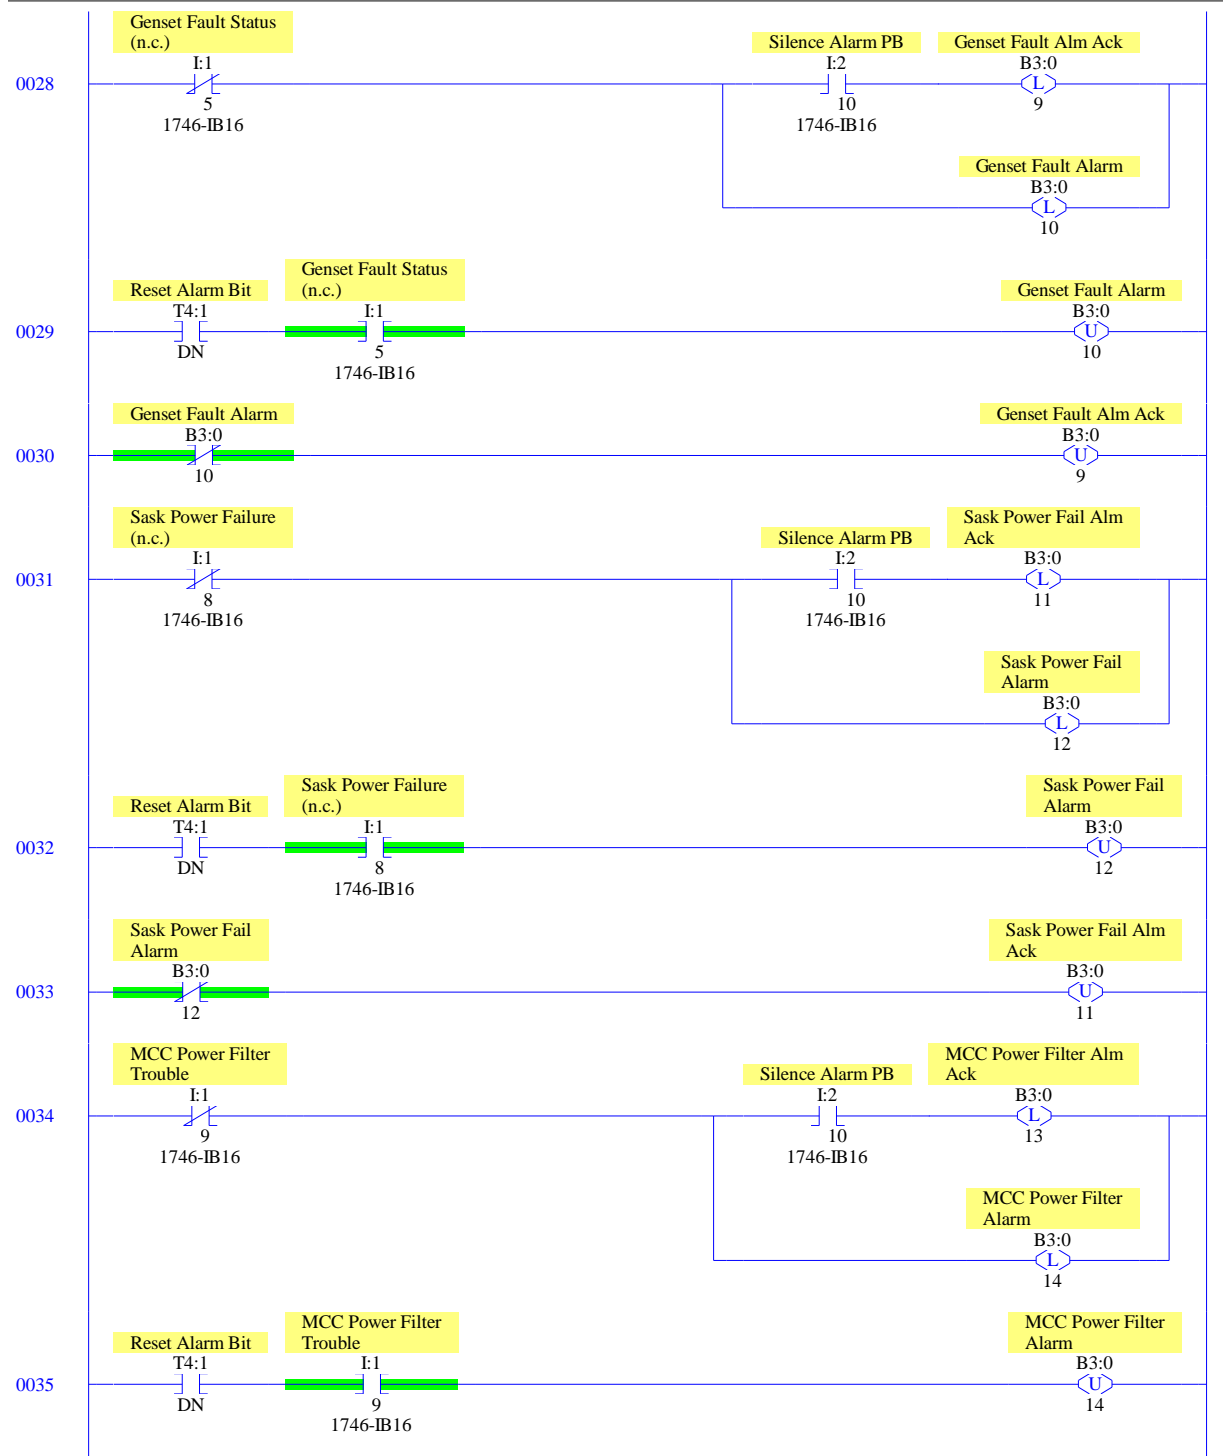 Genset Fault Status
(n.c.)
I:1
5
1746-IB16
Silence Alarm PB
I:2
10
1746-IB16
Genset Fault Alm Ack
B3:0
L
9
0028
Genset Fault Alarm
B3:0
L
10
Reset Alarm Bit
T4:1
DN
Genset Fault Status
(n.c.)
I:1
5
1746-IB16
Genset Fault Alarm
B3:0
U
10
0029
Genset Fault Alarm
B3:0
10
Genset Fault Alm Ack
B3:0
U
9
0030
Sask Power Failure
(n.c.)
I:1
8
1746-IB16
Silence Alarm PB
I:2
10
1746-IB16
Sask Power Fail Alm
Ack
B3:0
L
11
0031
Sask Power Fail
Alarm
B3:0
L
12
Reset Alarm Bit
T4:1
DN
Sask Power Failure
(n.c.)
I:1
8
1746-IB16
Sask Power Fail
Alarm
B3:0
U
12
0032
Sask Power Fail
Alarm
B3:0
12
Sask Power Fail Alm
Ack
B3:0
U
11
0033
MCC Power Filter
Trouble
I:1
9
1746-IB16
Silence Alarm PB
I:2
10
1746-IB16
MCC Power Filter Alm
Ack
B3:0
L
13
0034
MCC Power Filter
Alarm
B3:0
L
14
Reset Alarm Bit
T4:1
DN
MCC Power Filter
Trouble
I:1
9
1746-IB16
MCC Power Filter
Alarm
B3:0
U
14
0035